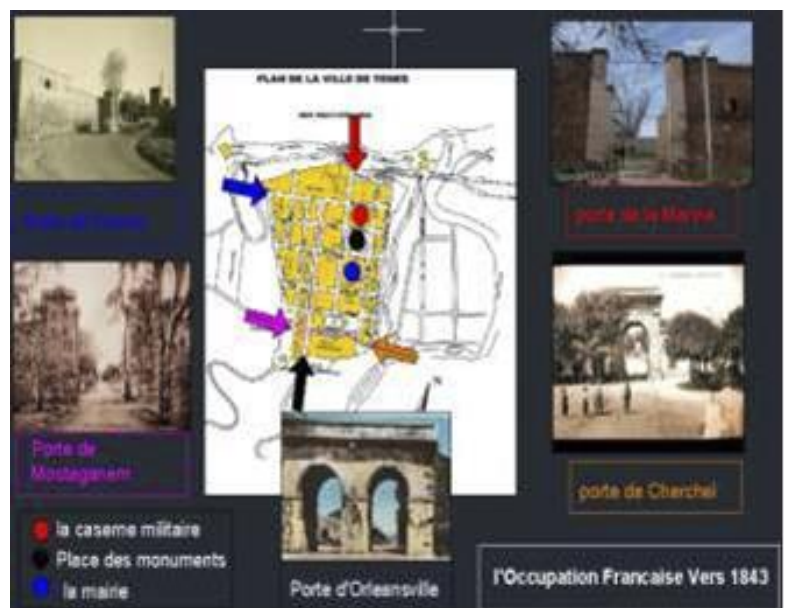 PLAN DE LA VILLE DE TENES
porte de la Marine
Porte de
Mostaganem
porte de Cherchel
la caserne militaire
Place des monuments
la mairie
Porte d'Orleansville
l'Occupation Francaise Vers 1843